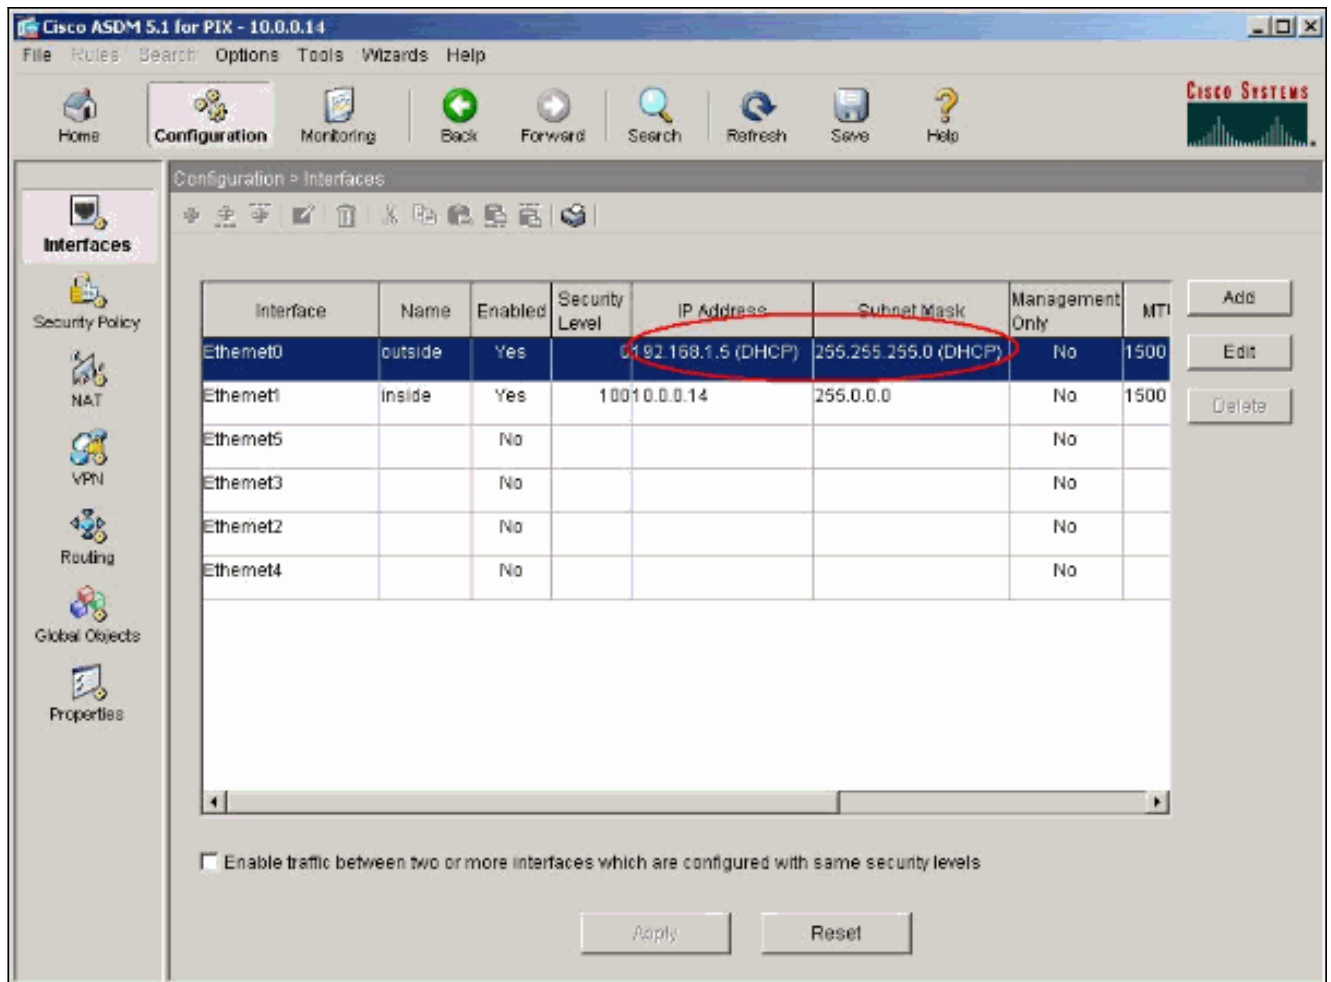 Cisco ASDM 5.1 for PIX - 10.0.0.14
File Rules Search Options Tools Wizards Help
Home Configuration Monitoring Back Forward Search Refresh Save Help
CISCO SYSTEMS
Configuration > Interfaces
Interfaces
Security Policy
NAT
VPN
Routing
Global Objects
Properties
Interface Name Enabled Security Level IP Address Subnet Mask Management Only MTU
Ethernet0 outside Yes 0 192.168.1.5 (DHCP) 255.255.255.0 (DHCP) No 1500
Ethernet1 inside Yes 100 10.0.0.14 255.0.0.0 No 1500
Ethernet5 No No
Ethernet3 No No
Ethernet2 No No
Ethernet4 No No
Add
Edit
Delete
Enable traffic between two or more interfaces which are configured with same security levels
Apply Reset